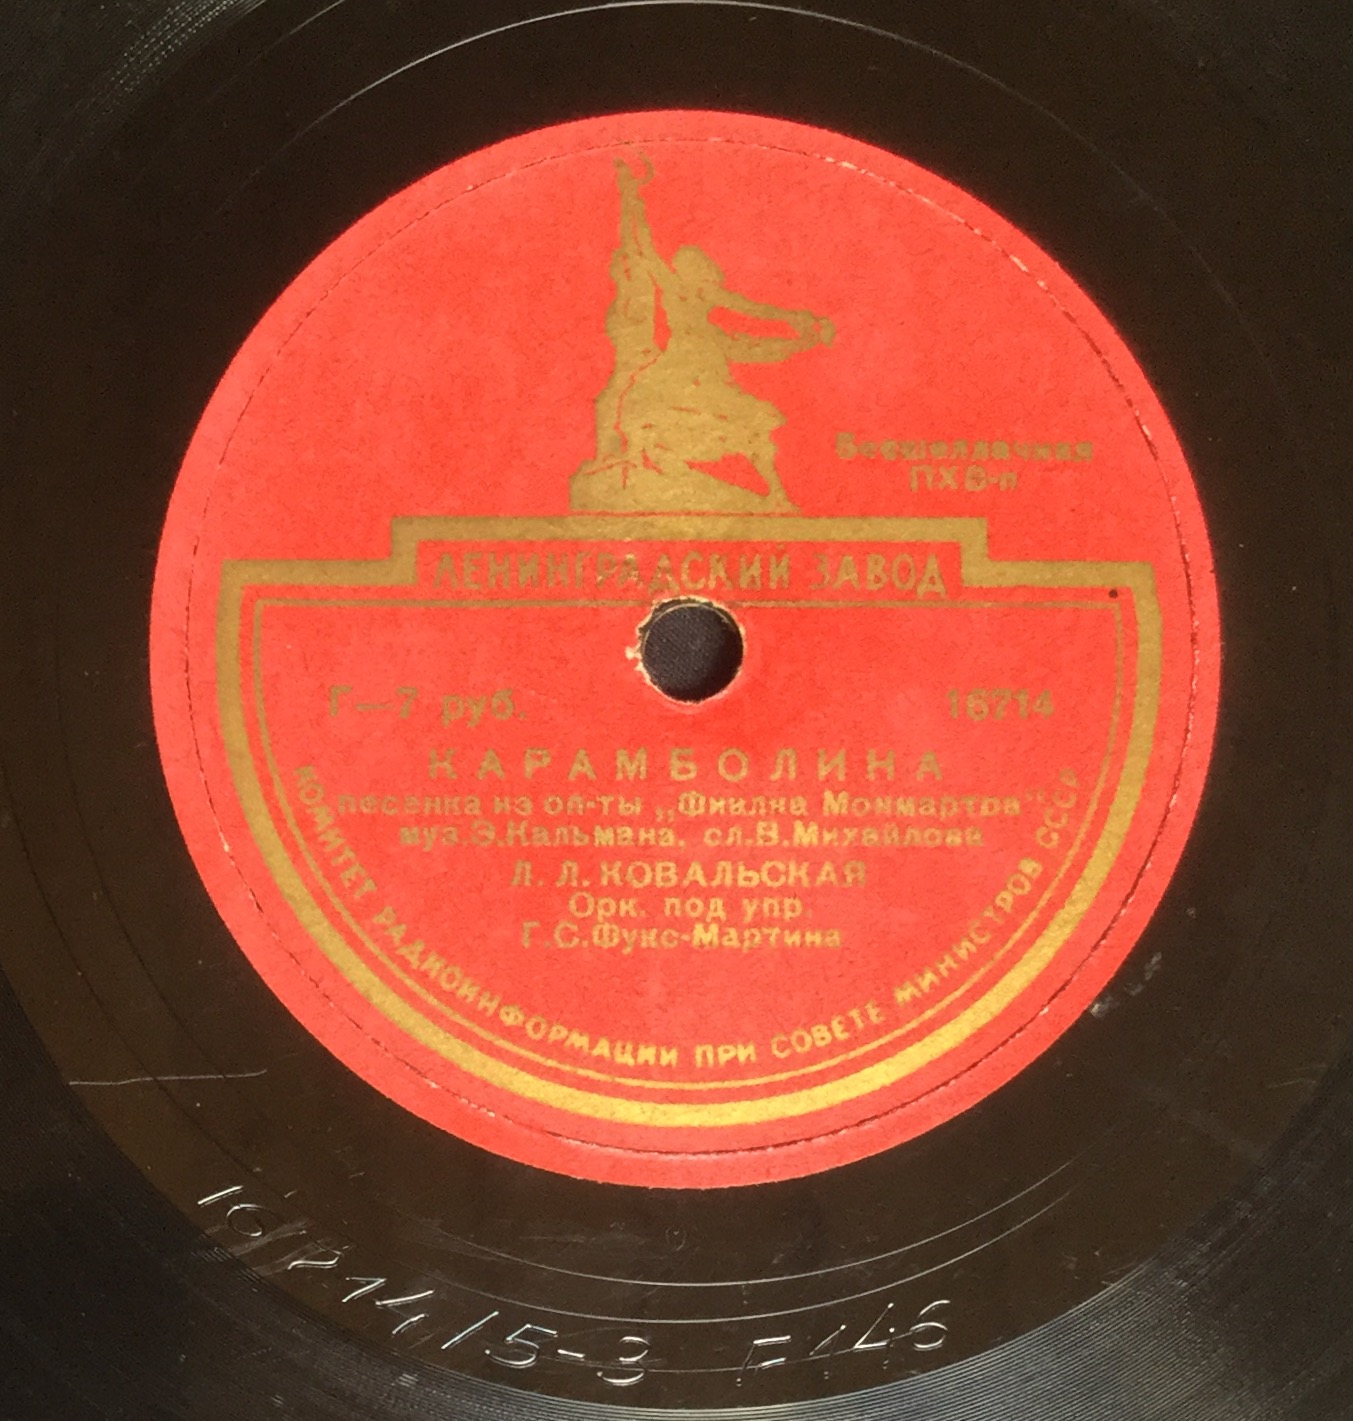 Бесшеллачная
ПХВ-п
ЛЕНИНГРАДСКИЙ ЗАВОД
Г—7 руб. 16714
КАРАМБОЛИНА
песенка из оп-ты „Фиалка Монмартра"
муз.Э.Кальмана, сл.В.Михайлова
Л. Л. КОВАЛЬСКАЯ
Орк. под упр.
Г.С.Фукс-Мартина
КОМИТЕТ РАДИОИНФОРМАЦИИ ПРИ СОВЕТЕ МИНИСТРОВ СССР
16714/5-3 F146